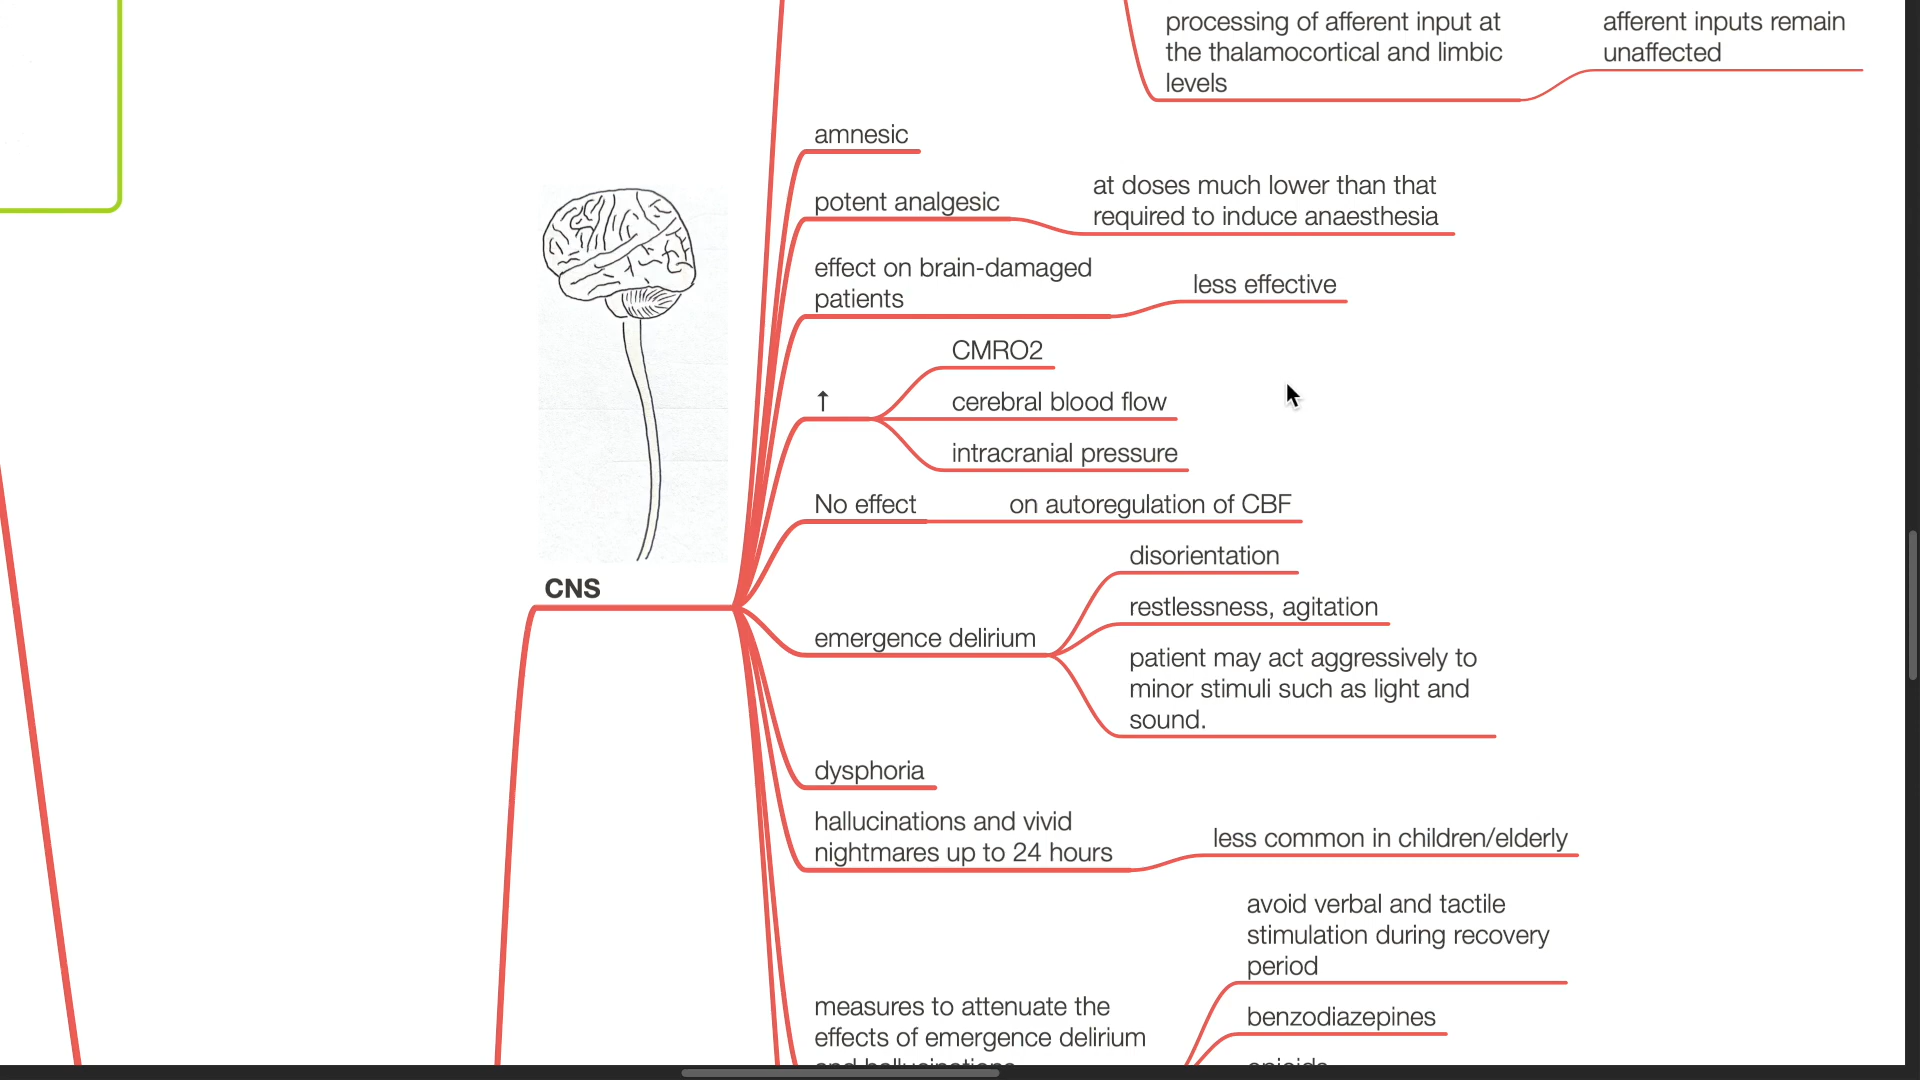 processing of afferent input at
the thalamocortical and limbic
levels
afferent inputs remain
unaffected
amnesic
potent analgesic
at doses much lower than that
required to induce anaesthesia
effect on brain-damaged
patients
less effective
↑
CMRO2
cerebral blood flow
intracranial pressure
No effect
on autoregulation of CBF
CNS
emergence delirium
disorientation
restlessness, agitation
patient may act aggressively to
minor stimuli such as light and
sound.
dysphoria
hallucinations and vivid
nightmares up to 24 hours
less common in children/elderly
measures to attenuate the
effects of emergence delirium
and hallucinations
avoid verbal and tactile
stimulation during recovery
period
benzodiazepines
opioids